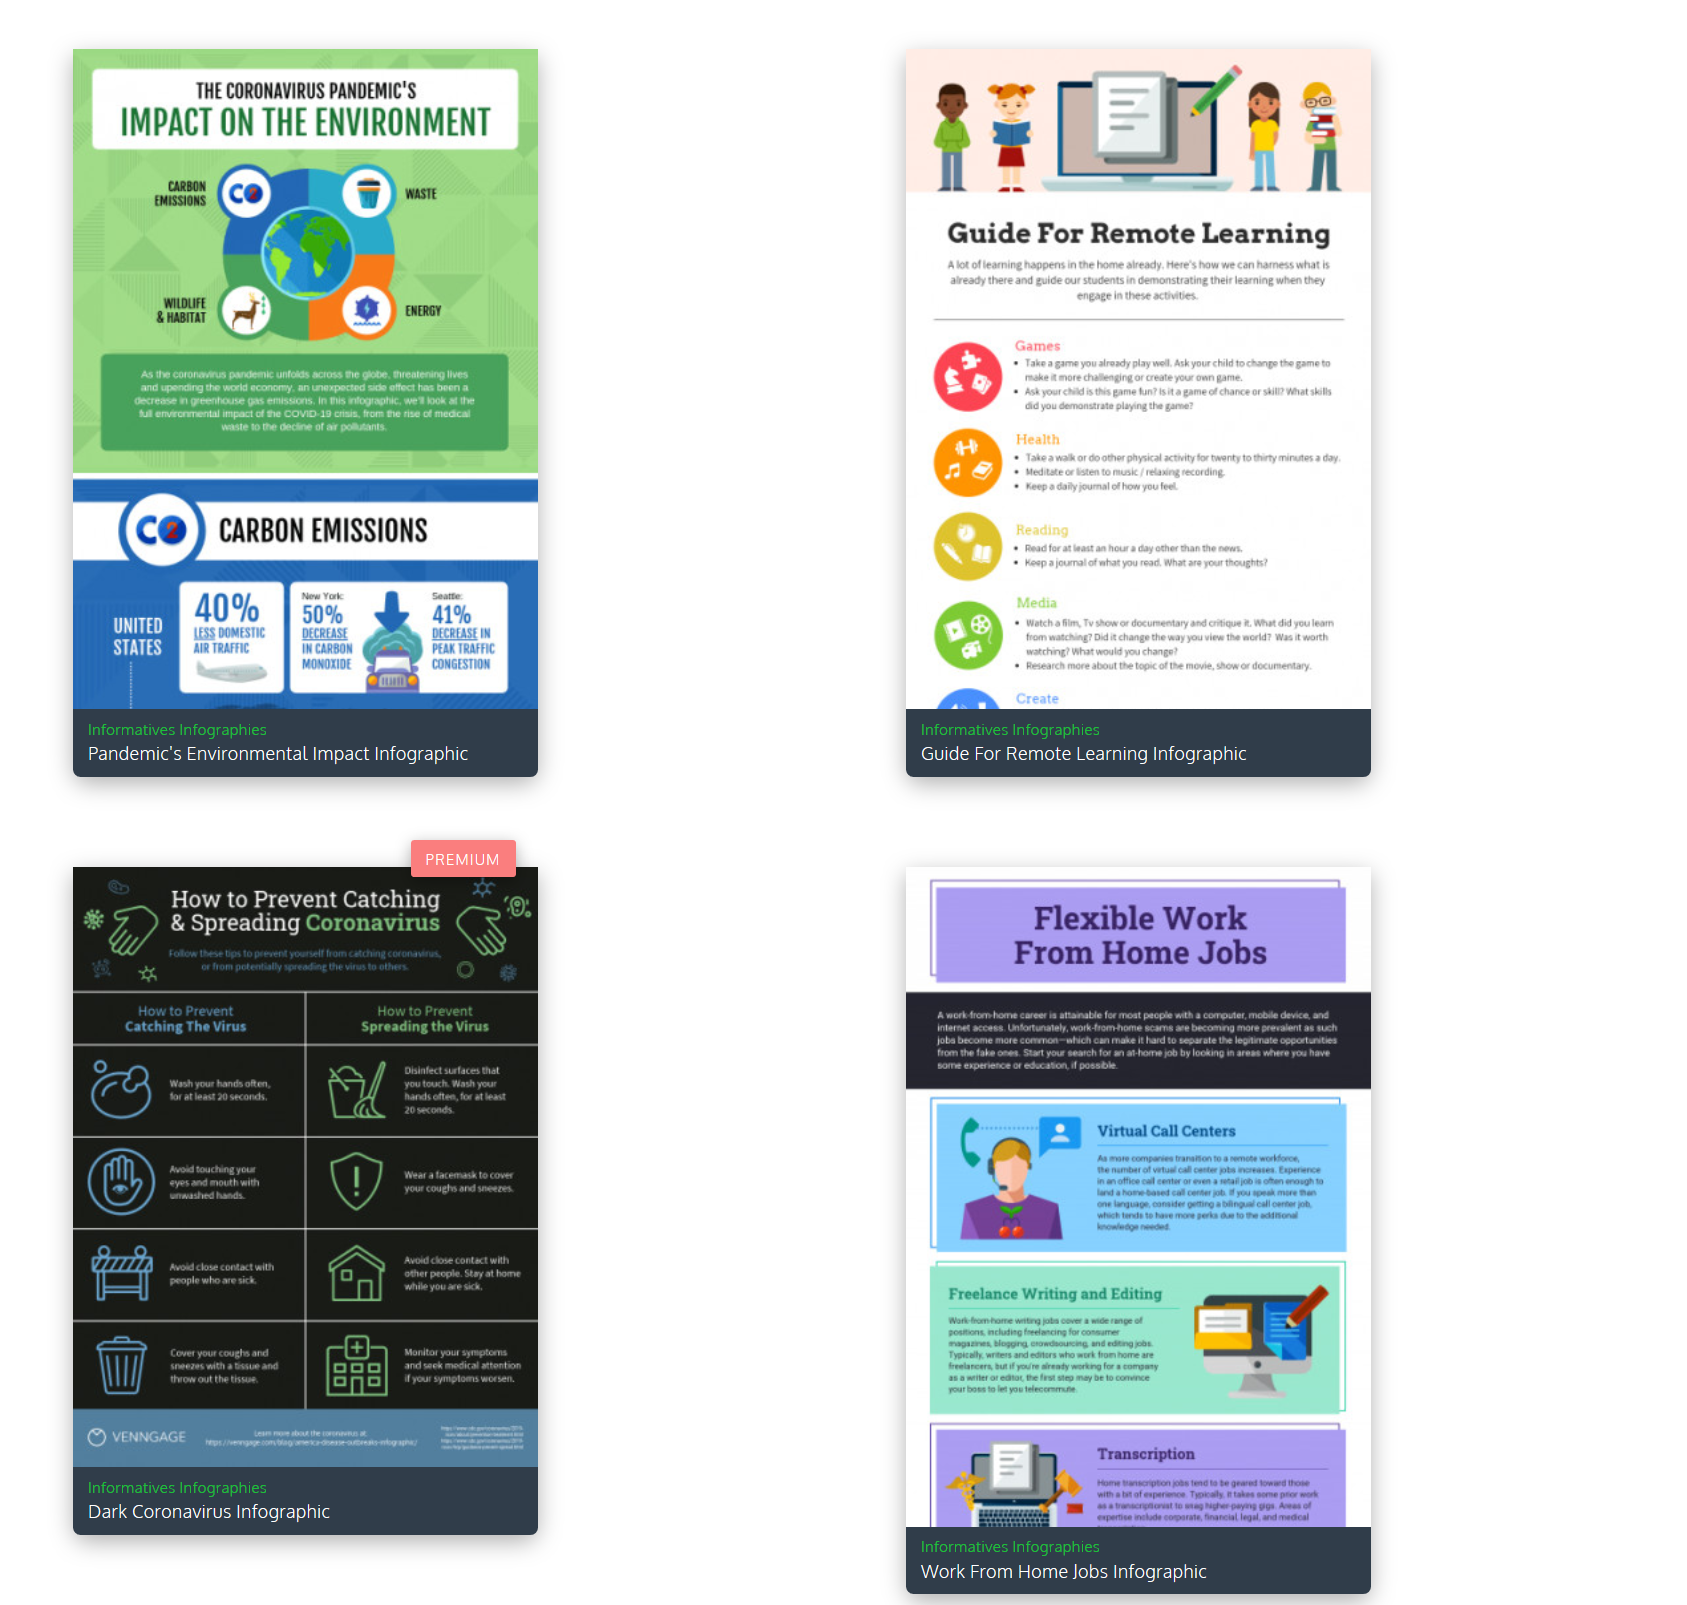 THE CORONAVIRUS PANDEMIC'S
IMPACT ON THE ENVIRONMENT
CARBON
EMISSIONS
CO2
WASTE
WILDLIFE
& HABITAT
ENERGY
As the coronavirus pandemic unfolds across the globe, threatening lives
and upending the world economy, an unexpected side effect has been a
decrease in greenhouse gas emissions. In this infographic, we'll look at the
full environmental impact of the COVID-19 crisis, from the rise of medical
waste to the decline of air pollutants.
CO2
CARBON EMISSIONS
UNITED
STATES
40%
LESS DOMESTIC
AIR TRAFFIC
New York:
50%
DECREASE
IN CARBON
MONOXIDE
Seattle:
41%
DECREASE IN
PEAK TRAFFIC
CONGESTION
Informatives Infographies
Pandemic's Environmental Impact Infographic
Guide For Remote Learning
A lot of learning happens in the home already. Here's how we can harness what is
already there and guide our students in demonstrating their learning when they
engage in these activities.
Games
• Take a game you already play well. Ask your child to change the game to
make it more challenging or create your own game.
• Ask your child is this game fun? Is it a game of chance or skill? What skills
did you demonstrate playing the game?
Health
• Take a walk or do other physical activity for twenty to thirty minutes a day.
• Meditate or listen to music / relaxing recording.
• Keep a daily journal of how you feel.
Reading
• Read for at least an hour a day other than the news.
• Keep a journal of what you read. What are your thoughts?
Media
• Watch a film, Tv show or documentary and critique it. What did you learn
from watching? Did it change the way you view the world? Was it worth
watching? What would you change?
• Research more about the topic of the movie, show or documentary.
Create
Informatives Infographies
Guide For Remote Learning Infographic
PREMIUM
How to Prevent Catching
& Spreading Coronavirus
Follow these tips to prevent yourself from catching coronavirus,
or from potentially spreading the virus to others.
How to Prevent
Catching The Virus
How to Prevent
Spreading the Virus
Wash your hands often,
for at least 20 seconds.
Disinfect surfaces that
you touch. Wash your
hands often, for at least
20 seconds.
Avoid touching your
eyes and mouth with
unwashed hands.
Wear a facemask to cover
your coughs and sneezes.
Avoid close contact with
people who are sick.
Avoid close contact with
other people. Stay at home
while you are sick.
Cover your coughs and
sneezes with a tissue and
throw out the tissue.
Monitor your symptoms
and seek medical attention
if your symptoms worsen.
VENNGAGE
Learn more about the coronavirus at:
https://venngage.com/blog/america-disease-outbreaks-infographic/
Informatives Infographies
Dark Coronavirus Infographic
Flexible Work
From Home Jobs
A work-from-home career is attainable for most people with a computer, mobile device, and
internet access. Unfortunately, work-from-home scams are becoming more prevalent as such
jobs become more common—which can make it hard to separate the legitimate opportunities
from the fake ones. Start your search for an at-home job by looking in areas where you have
some experience or education, if possible.
Virtual Call Centers
As more companies transition to a remote workforce,
the number of virtual call center jobs increases. Experience
in an office call center or even a retail job is often enough to
land a home-based call center job. If you speak more than
one language, consider getting a bilingual call center job,
which tends to have more perks due to the additional
knowledge needed.
Freelance Writing and Editing
Work-from-home writing jobs cover a wide range of
positions, including freelancing for consumer
magazines, blogging, crowdsourcing, and editing jobs.
Typically, writers and editors who work from home are
freelancers, but if you're already working for a company
as a writer or editor, the first step may be to convince
your boss to let you telecommute.
Transcription
Home transcription jobs tend to be geared toward those
with a bit of experience. Typically, it takes some prior work
as a transcriptionist to snag higher-paying gigs. Areas of
expertise include corporate, financial, legal, and medical
Informatives Infographies
Work From Home Jobs Infographic